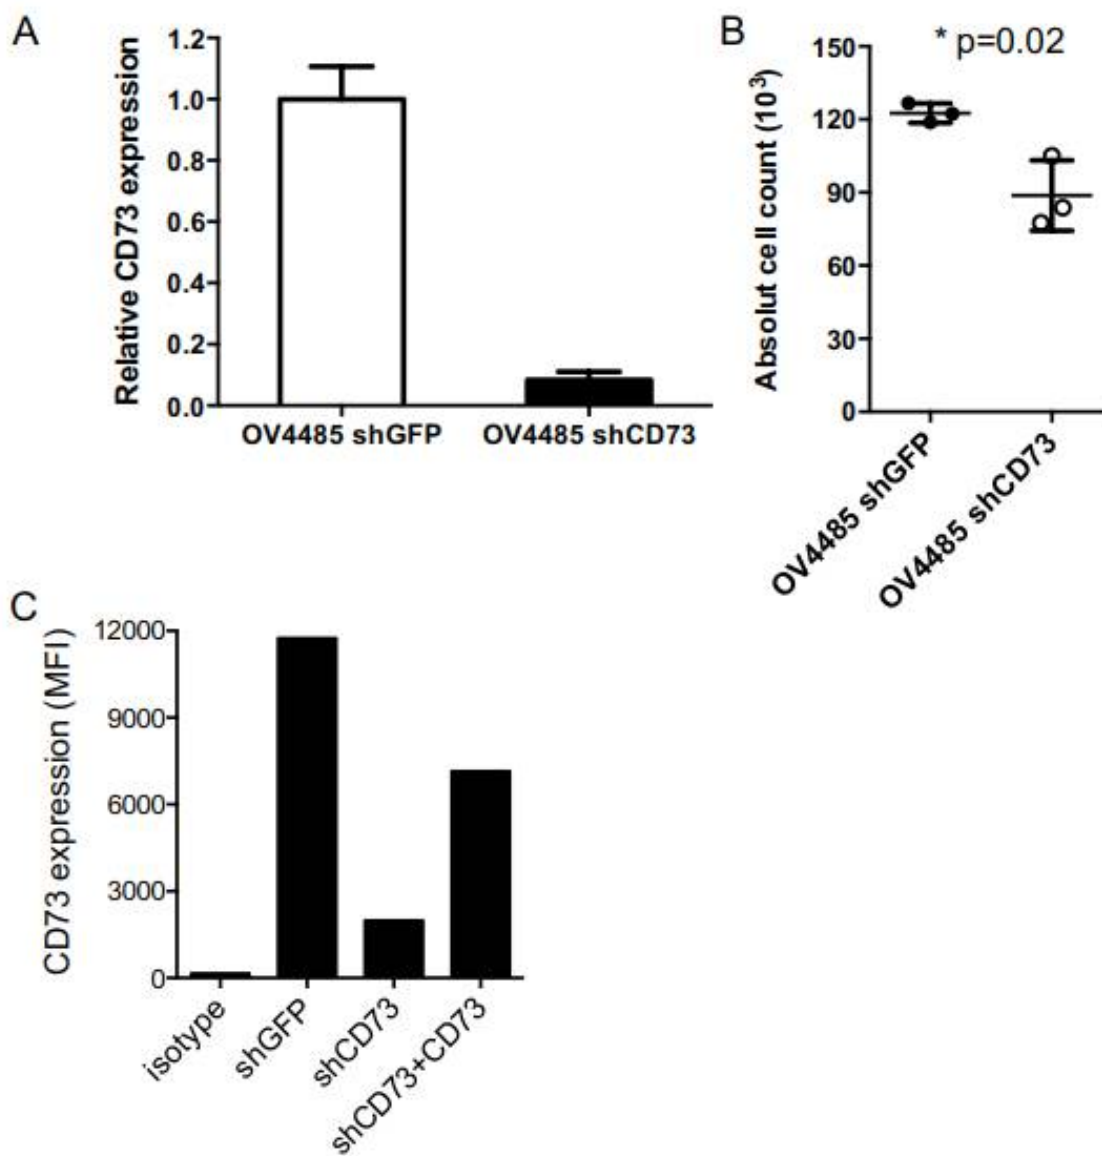 A
Relative CD73 expression
1.2
1.0
0.8
0.6
0.4
0.2
0.0
OV4485 shGFP
OV4485 shCD73
B
* p=0.02
Absolut cell count (10³)
150
120
90
60
30
0
OV4485 shGFP
OV4485 shCD73
C
CD73 expression (MFI)
12000
9000
6000
3000
0
isotype
shGFP
shCD73
shCD73+CD73